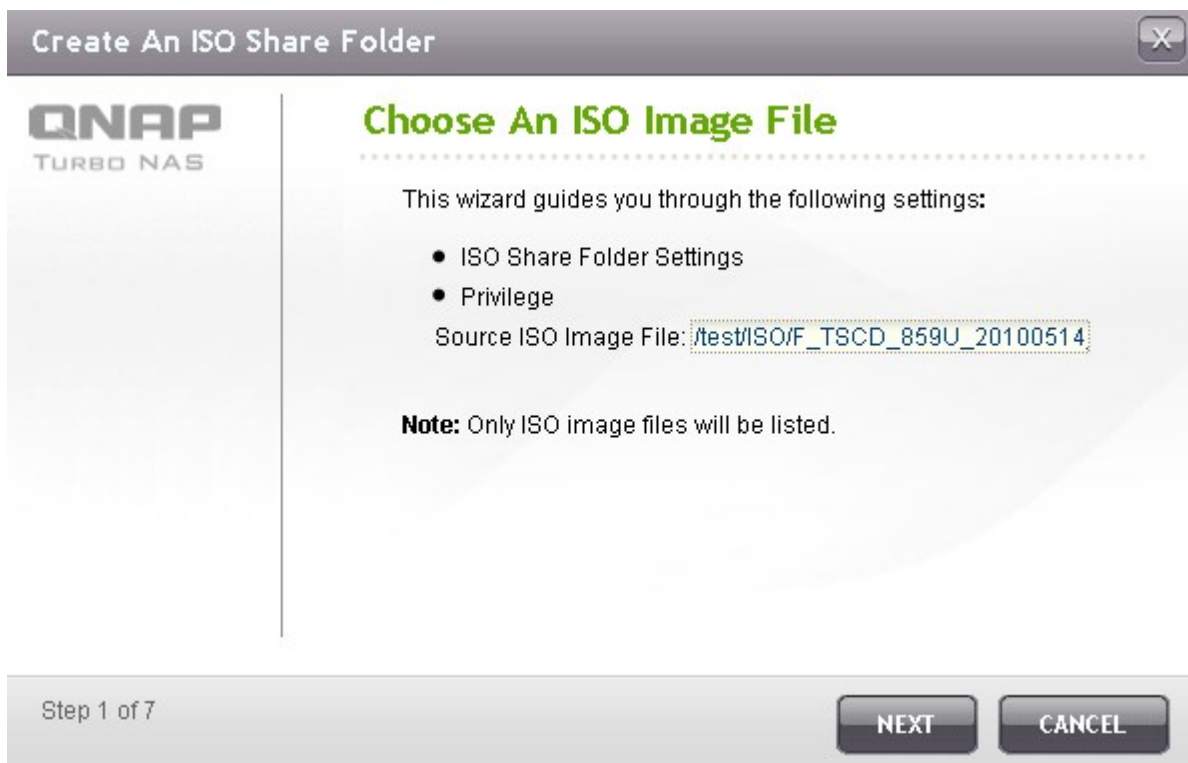 Create An ISO Share Folder
X
QNAP
TURBO NAS
Choose An ISO Image File
This wizard guides you through the following settings:
• ISO Share Folder Settings
• Privilege
Source ISO Image File: /test/ISO/F_TSCD_859U_20100514
Note: Only ISO image files will be listed.
Step 1 of 7
NEXT
CANCEL